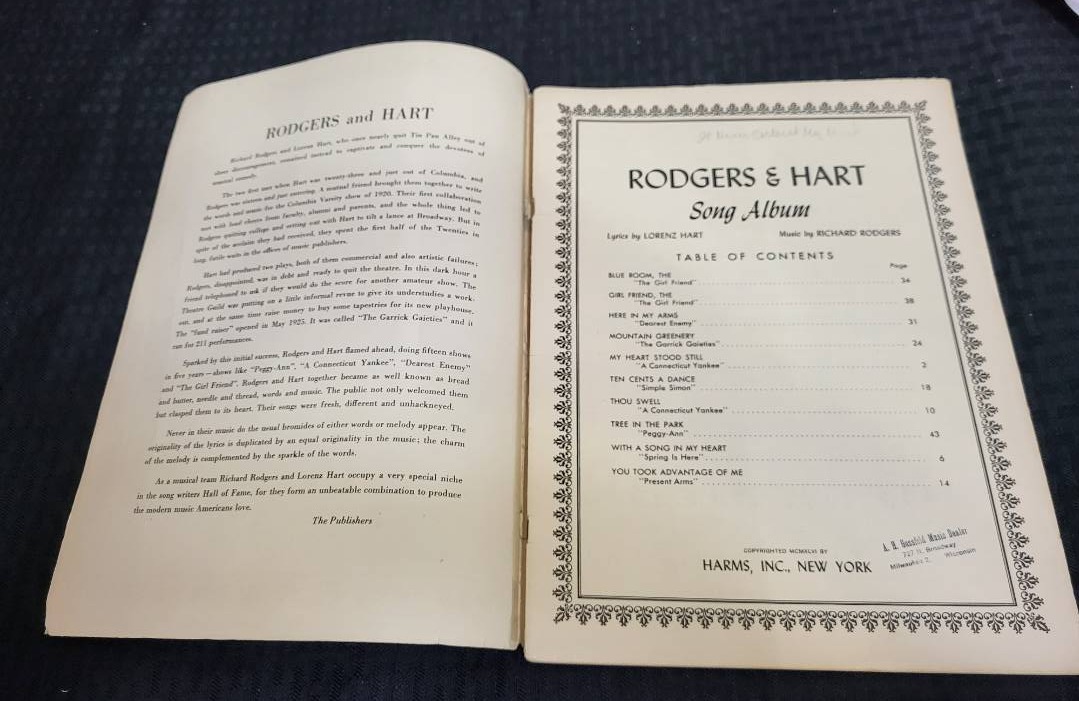 RODGERS and HART
Richard Rodgers and Lorenz Hart, who once nearly quit Tin Pan Alley out of
sheer discouragement, remained instead to captivate and conquer the devotees of
musical comedy.
The two first met when Hart was twenty-three and just out of Columbia, and
Rodgers was sixteen and just entering. A mutual friend brought them together to write
the words and music for the Columbia Varsity show of 1920. Their first collaboration
met with loud cheers from faculty, alumni and parents, and the whole thing led to
Rodgers quitting college and setting out with Hart to tilt a lance at Broadway. But in
spite of the acclaim they had received, they spent the first half of the Twenties in
long, futile waits in the offices of music publishers.
Hart had produced two plays, both of them commercial and also artistic failures;
Rodgers, disappointed, was in debt and ready to quit the theatre. In this dark hour a
friend telephoned to ask if they would do the score for another amateur show. The
Theatre Guild was putting on a little informal revue to give its understudies a work-
out, and at the same time raise money to buy some tapestries for its new playhouse.
The "fund raiser" opened in May 1925. It was called "The Garrick Gaieties" and it
ran for 211 performances.
Sparked by this initial success, Rodgers and Hart flamed ahead, doing fifteen shows
in five years — shows like "Peggy-Ann", "A Connecticut Yankee", "Dearest Enemy"
and "The Girl Friend". Rodgers and Hart together became as well known as bread
and butter, needle and thread, words and music. The public not only welcomed them
but clasped them to its heart. Their songs were fresh, different and unhackneyed.
Never in their music do the usual bromides of either words or melody appear. The
originality of the lyrics is duplicated by an equal originality in the music; the charm
of the melody is complemented by the sparkle of the words.
As a musical team Richard Rodgers and Lorenz Hart occupy a very special niche
in the song writers Hall of Fame, for they form an unbeatable combination to produce
the modern music Americans love.
The Publishers
RODGERS & HART
Song Album
Lyrics by LORENZ HART Music by RICHARD RODGERS
TABLE OF CONTENTS
Page
BLUE ROOM, THE
"The Girl Friend" 34
GIRL FRIEND, THE
"The Girl Friend" 38
HERE IN MY ARMS
"Dearest Enemy" 31
MOUNTAIN GREENERY
"The Garrick Gaieties" 24
MY HEART STOOD STILL
"A Connecticut Yankee" 2
TEN CENTS A DANCE
"Simple Simon" 18
THOU SWELL
"A Connecticut Yankee" 10
TREE IN THE PARK
"Peggy-Ann" 43
WITH A SONG IN MY HEART
"Spring Is Here" 6
YOU TOOK ADVANTAGE OF ME
"Present Arms" 14
COPYRIGHTED MCMXLVI BY
HARMS, INC., NEW YORK
A. H. Music Dealer
727 N. Broadway
Milwaukee 2, Wisconsin